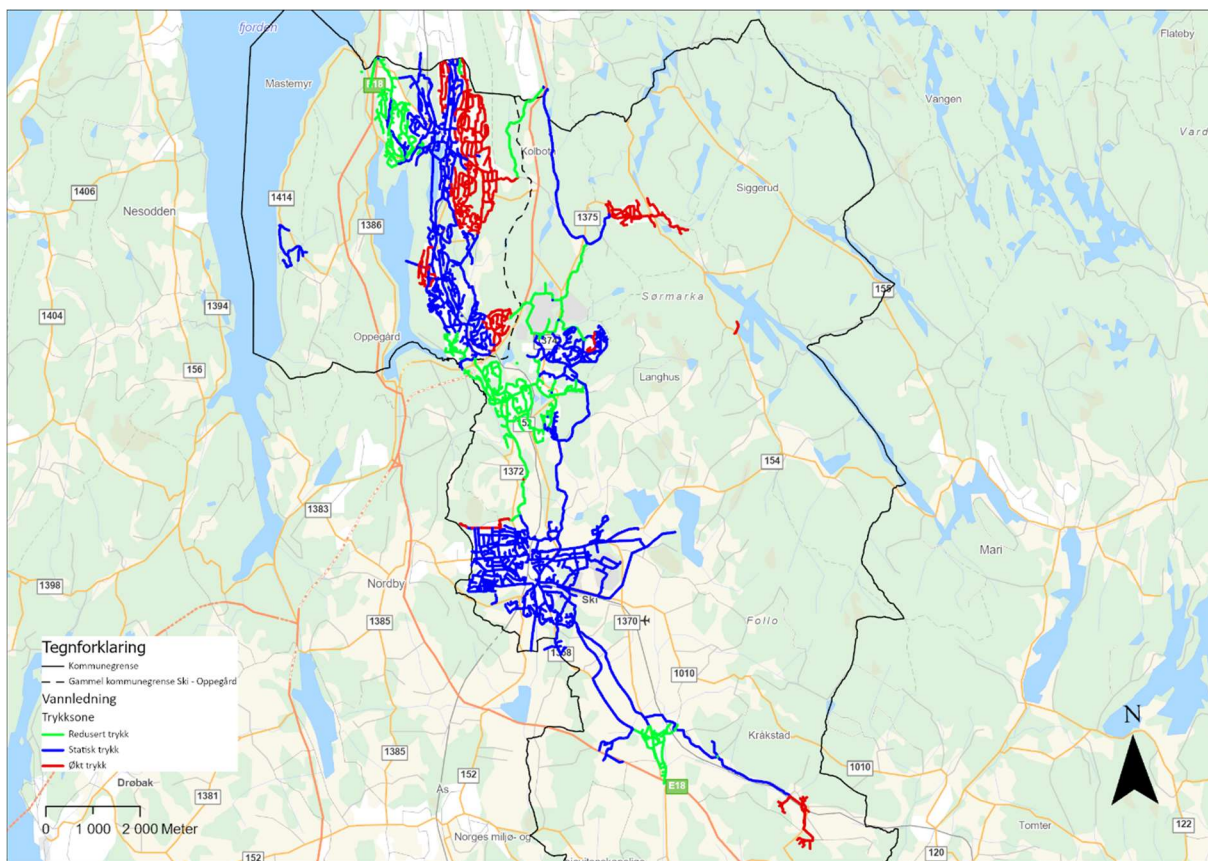 fjorden
Flateby
Mastemyr
E18
Vangen
Kolbotn
1406
Nesodden
1414
1386
1375
Siggerud
155
1394
Sørmarka
1404
Oppegård
1374
156
Langhus
152
1372
154
1383
Mari
1398
Nordby
Ski
1370
Follo
1385
1010
Tegnforklaring
Kommunegrense
Gammel kommunegrense Ski - Oppegård
Vannledning
Trykksone
Redusert trykk
Statisk trykk
Økt trykk
N
Kråkstad
1385
1010
Drøbak
152
E18
1381
Ås
0 1 000 2 000 Meter
122
Tomter
152
Norges miljø- og
120